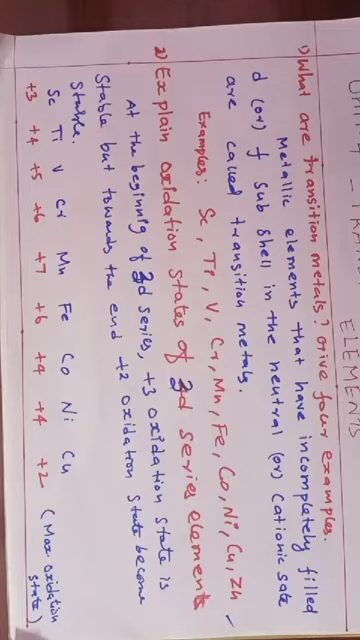 ELEMENTS
1) What are transition metals? Give four examples.
Metallic elements that have incompletely filled
d (or) f sub shell in the neutral (or) cationic sate
are called transition metals.
Examples: Sc, Ti, V, Cr, Mn, Fe, Co, Ni, Cu, Zn
2) Explain oxidation states of 3d series elements
At the beginnig of 3d series, +3 oxidation state is
stable but towards the end +2 oxidation state become
stable.
Sc Ti V Cr Mn Fe Co Ni Cu
+3 +4 +5 +6 +7 +6 +4 +4 +2 (Max oxidation
state)